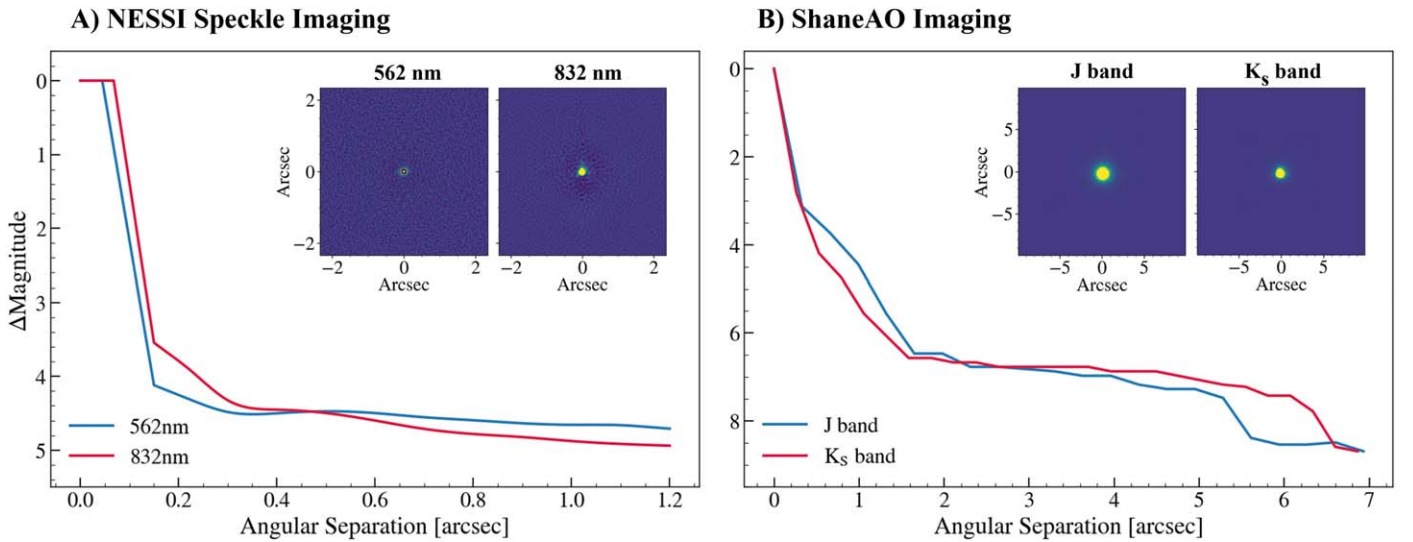 A) NESSI Speckle Imaging
562 nm
832 nm
2
0
−2
Arcsec
−2 0 2
Arcsec
−2 0 2
Arcsec
0
1
2
3
4
5
ΔMagnitude
562nm
832nm
0.0 0.2 0.4 0.6 0.8 1.0 1.2
Angular Separation [arcsec]
B) ShaneAO Imaging
J band
Ks band
5
0
−5
Arcsec
−5 0 5
Arcsec
−5 0 5
Arcsec
0
2
4
6
8
J band
Ks band
0 1 2 3 4 5 6 7
Angular Separation [arcsec]